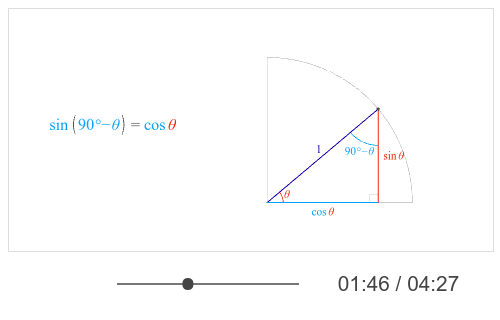 sin (90°−θ) = cos θ
1
90°−θ
sin θ
θ
cos θ
01:46 / 04:27